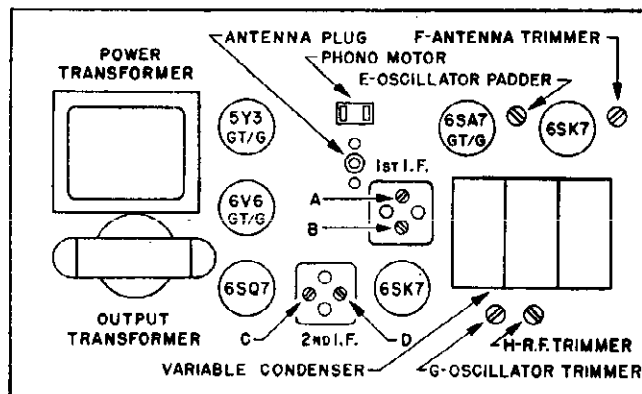 POWER
TRANSFORMER
ANTENNA PLUG
PHONO MOTOR
F-ANTENNA TRIMMER
E-OSCILLATOR PADDER
5Y3
GT/G
6SA7
GT/G
6SK7
1ST I.F.
A
B
6V6
GT/G
6SQ7
6SK7
C
D
2ND I.F.
OUTPUT
TRANSFORMER
H-R.F. TRIMMER
VARIABLE CONDENSER
G-OSCILLATOR TRIMMER